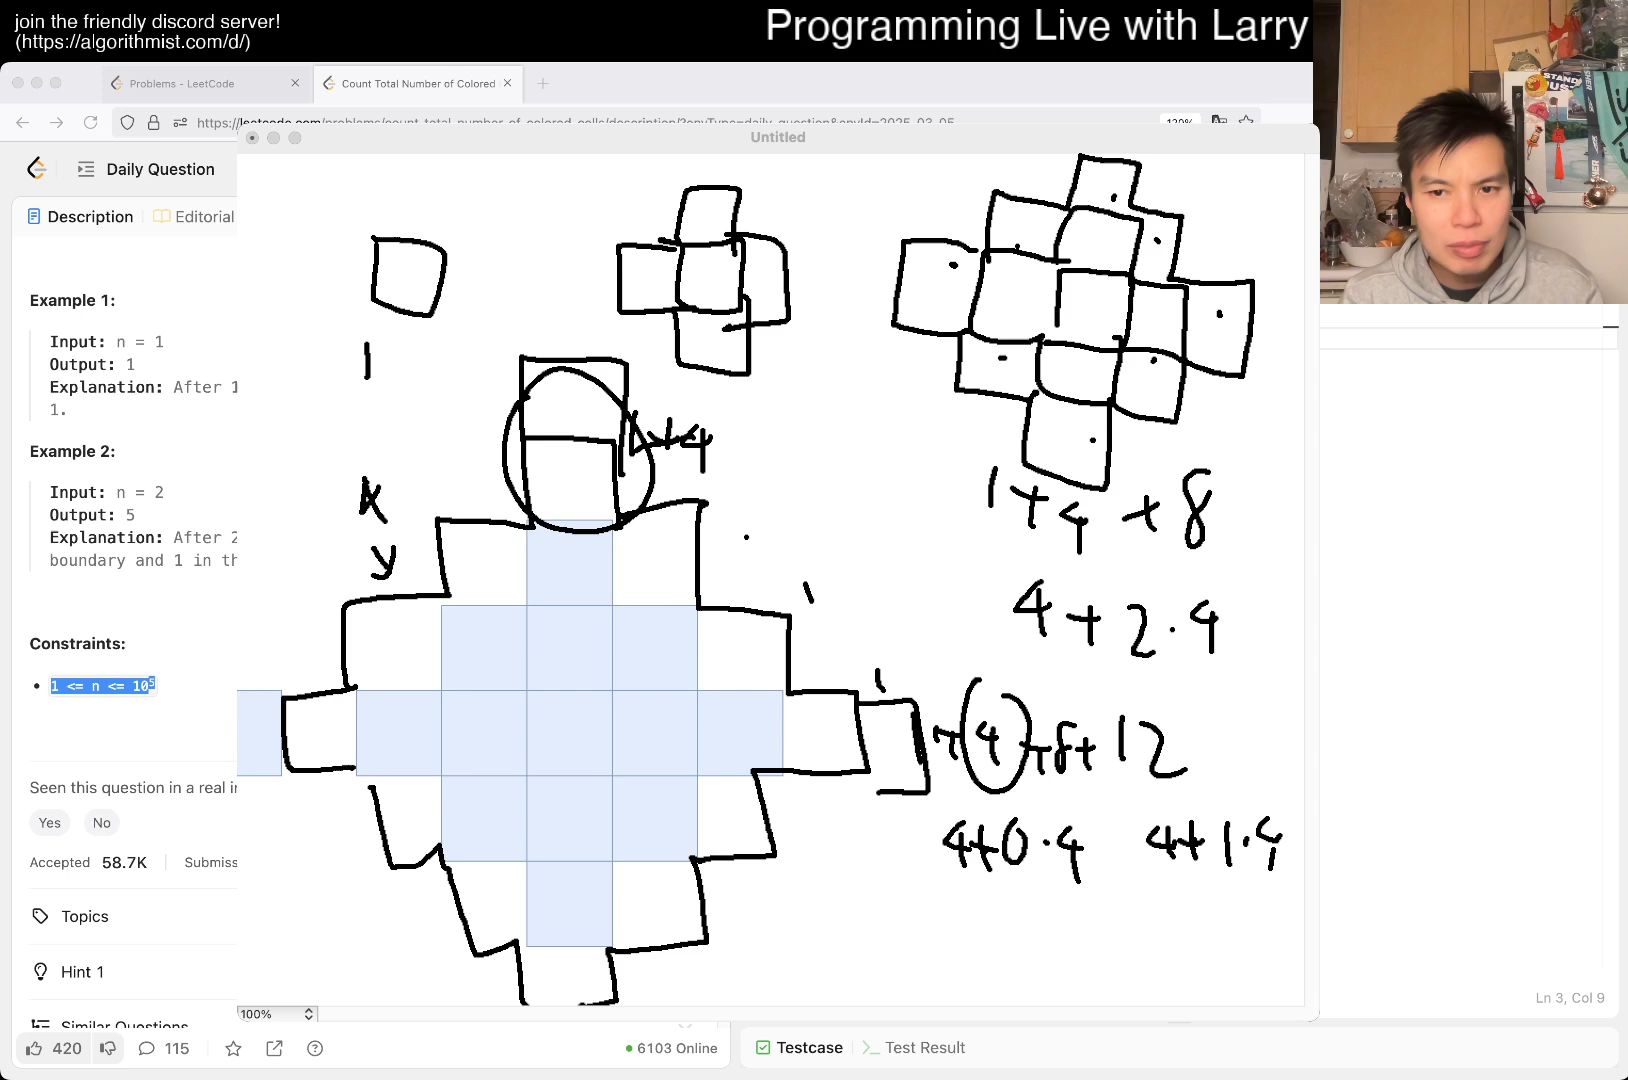 join the friendly discord server!
(https://algorithmist.com/d/)
Programming Live with Larry
Problems - LeetCode
Count Total Number of Colored
Untitled
Daily Question
Description
Editorial
Example 1:
Input: n = 1
Output: 1
Explanation: After 1
1.
Example 2:
Input: n = 2
Output: 5
Explanation: After 2
boundary and 1 in th
Constraints:
1 <= n <= 10⁵
Seen this question in a real in
Yes
No
Accepted 58.7K
Submiss
Topics
Hint 1
Similar Questions
420
115
6103 Online
100%
1
1+4
1+4+8
4+2·4
+4+8+12
4+0·4
4+1·4
y
STAND
Ln 3, Col 9
Testcase
Test Result